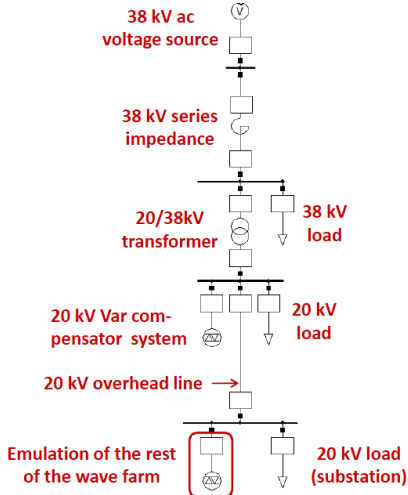 38 kV ac
voltage source
V
38 kV series
impedance
20/38kV
transformer
38 kV
load
20 kV Var com-
pensator system
20 kV
load
20 kV overhead line
Emulation of the rest
of the wave farm
20 kV load
(substation)